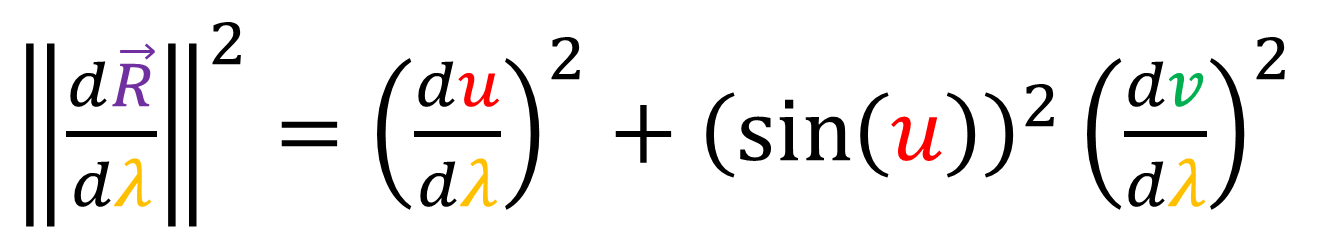 ‖dR⃗/dλ‖² = (du/dλ)² + (sin(u))² (dv/dλ)²